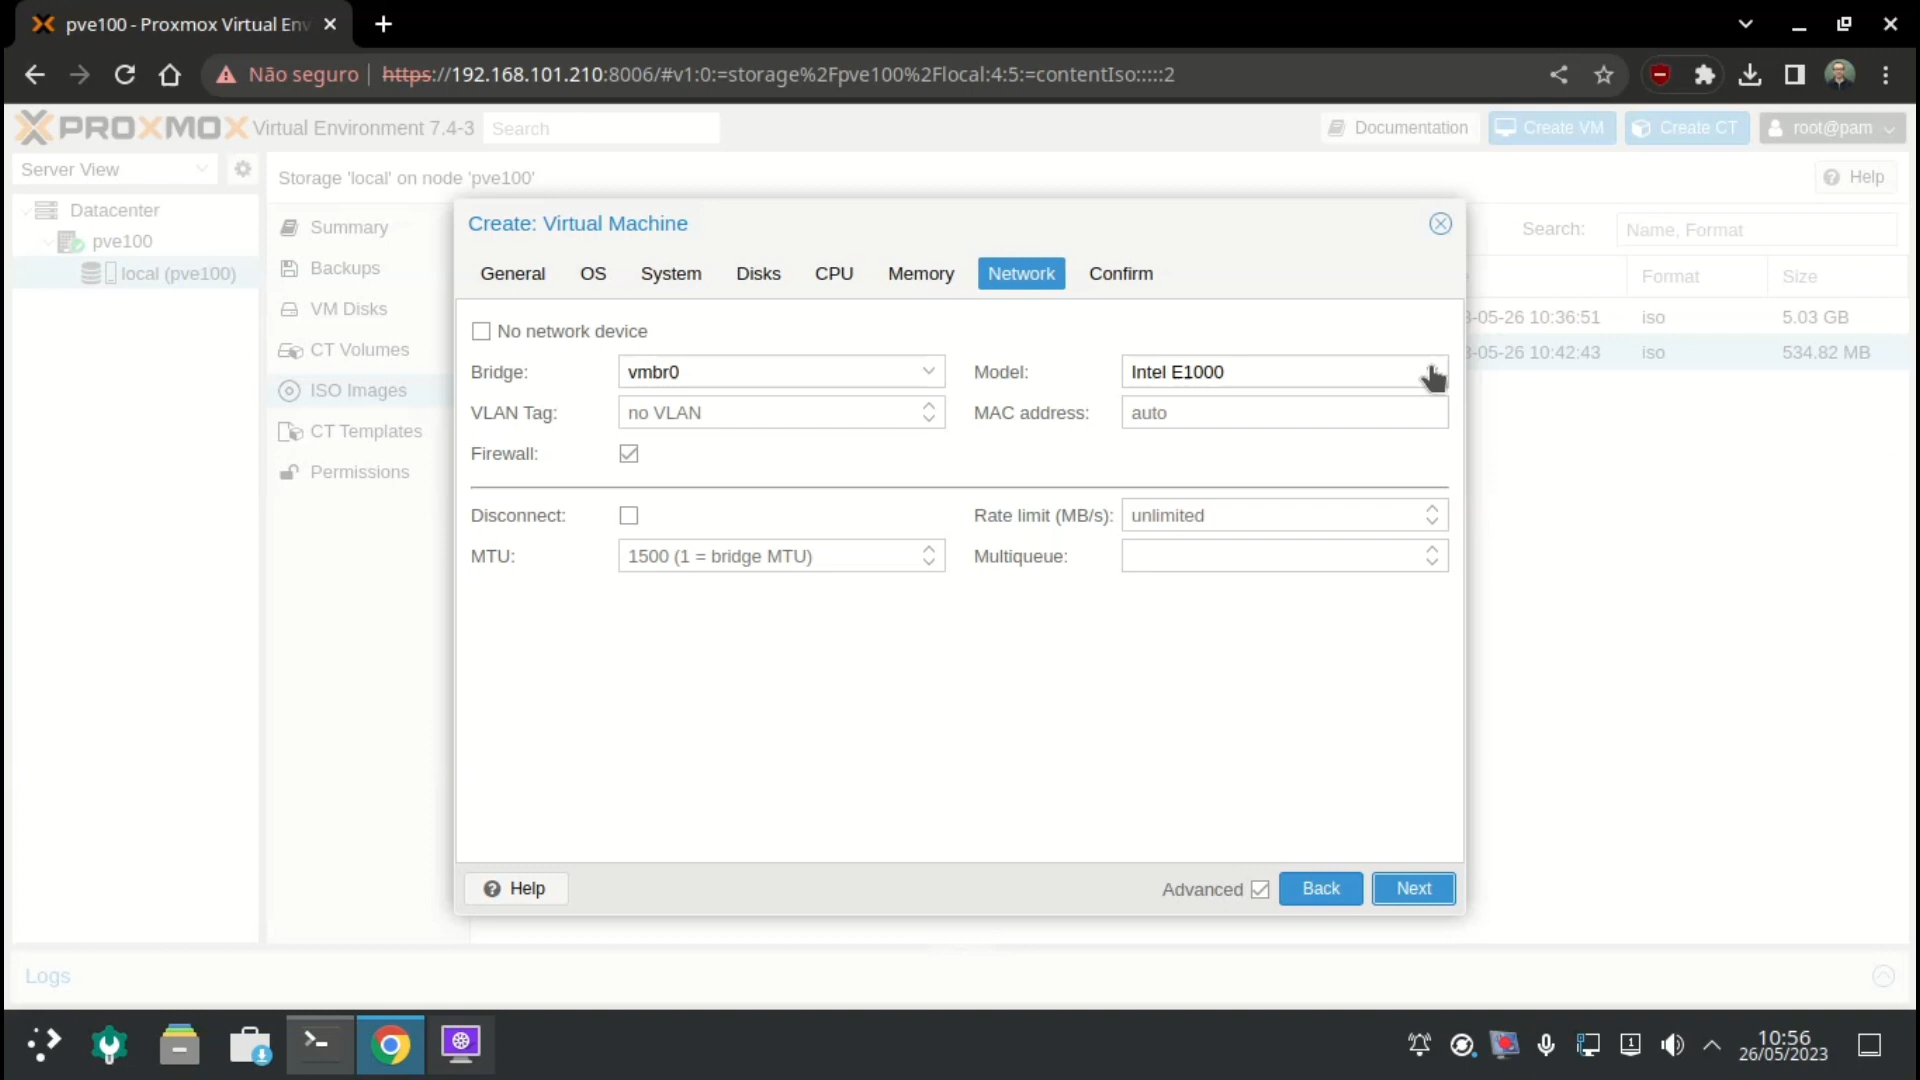 pve100 - Proxmox Virtual Env
Não seguro https://192.168.101.210:8006/#v1:0:=storage%2Fpve100%2Flocal:4:5:=contentIso:::::2
PROXMOX Virtual Environment 7.4-3 Search Documentation Create VM Create CT root@pam
Server View Storage 'local' on node 'pve100' Help
Datacenter
pve100
local (pve100)
Summary
Backups
VM Disks
CT Volumes
ISO Images
CT Templates
Permissions
Search: Name, Format
Format Size
-05-26 10:36:51 iso 5.03 GB
-05-26 10:42:43 iso 534.82 MB
Create: Virtual Machine
General OS System Disks CPU Memory Network Confirm
No network device
Bridge: vmbr0 Model: Intel E1000
VLAN Tag: no VLAN MAC address: auto
Firewall:
Disconnect: Rate limit (MB/s): unlimited
MTU: 1500 (1 = bridge MTU) Multiqueue:
Help Advanced Back Next
Logs
1
10:56
26/05/2023